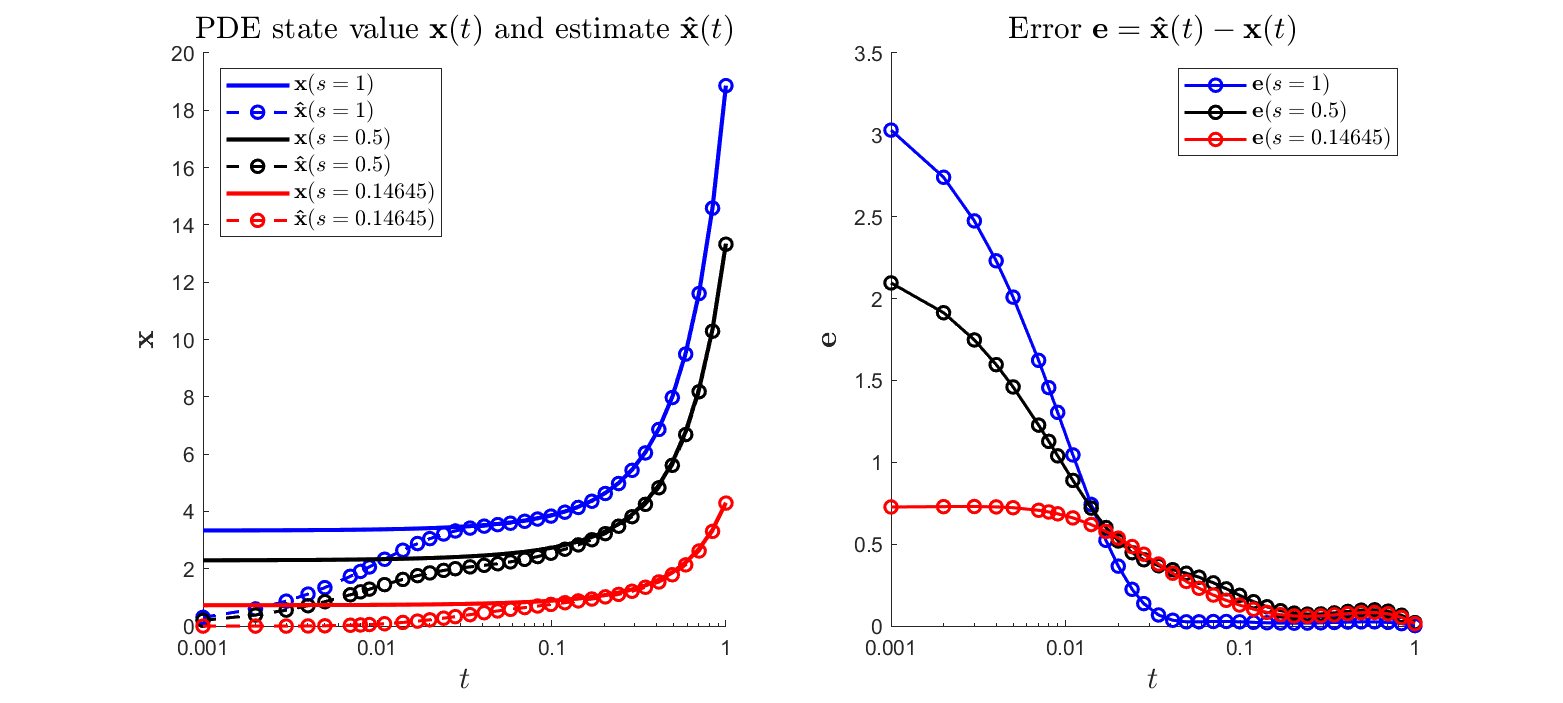 PDE state value x(t) and estimate x̂(t)
20
18
16
14
12
10
8
6
4
2
0
x
x(s = 1)
x̂(s = 1)
x(s = 0.5)
x̂(s = 0.5)
x(s = 0.14645)
x̂(s = 0.14645)
0.001
0.01
0.1
1
t
Error e = x̂(t) − x(t)
3.5
3
2.5
2
1.5
1
0.5
0
e
e(s = 1)
e(s = 0.5)
e(s = 0.14645)
0.001
0.01
0.1
1
t